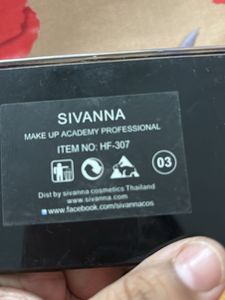 SIVANNA
MAKE UP ACADEMY PROFESSIONAL
ITEM NO: HF-307
03
Dist by sivanna cosmetics Thailand
www.sivanna.com
www.facebook.com/sivannacos